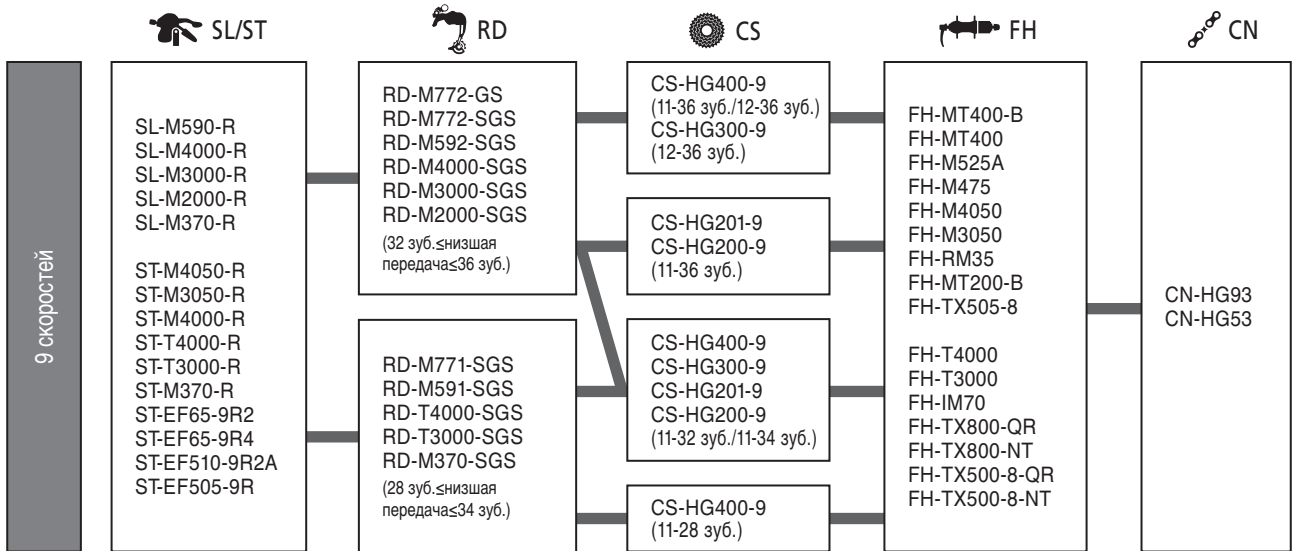 SL/ST
RD
CS
FH
CN
9 скоростей
SL-M590-R
SL-M4000-R
SL-M3000-R
SL-M2000-R
SL-M370-R
ST-M4050-R
ST-M3050-R
ST-M4000-R
ST-T4000-R
ST-T3000-R
ST-M370-R
ST-EF65-9R2
ST-EF65-9R4
ST-EF510-9R2A
ST-EF505-9R
RD-M772-GS
RD-M772-SGS
RD-M592-SGS
RD-M4000-SGS
RD-M3000-SGS
RD-M2000-SGS
(32 зуб.≤низшая
передача≤36 зуб.)
RD-M771-SGS
RD-M591-SGS
RD-T4000-SGS
RD-T3000-SGS
RD-M370-SGS
(28 зуб.≤низшая
передача≤34 зуб.)
CS-HG400-9
(11-36 зуб./12-36 зуб.)
CS-HG300-9
(12-36 зуб.)
CS-HG201-9
CS-HG200-9
(11-36 зуб.)
CS-HG400-9
CS-HG300-9
CS-HG201-9
CS-HG200-9
(11-32 зуб./11-34 зуб.)
CS-HG400-9
(11-28 зуб.)
FH-MT400-B
FH-MT400
FH-M525A
FH-M475
FH-M4050
FH-M3050
FH-RM35
FH-MT200-B
FH-TX505-8
FH-T4000
FH-T3000
FH-IM70
FH-TX800-QR
FH-TX800-NT
FH-TX500-8-QR
FH-TX500-8-NT
CN-HG93
CN-HG53